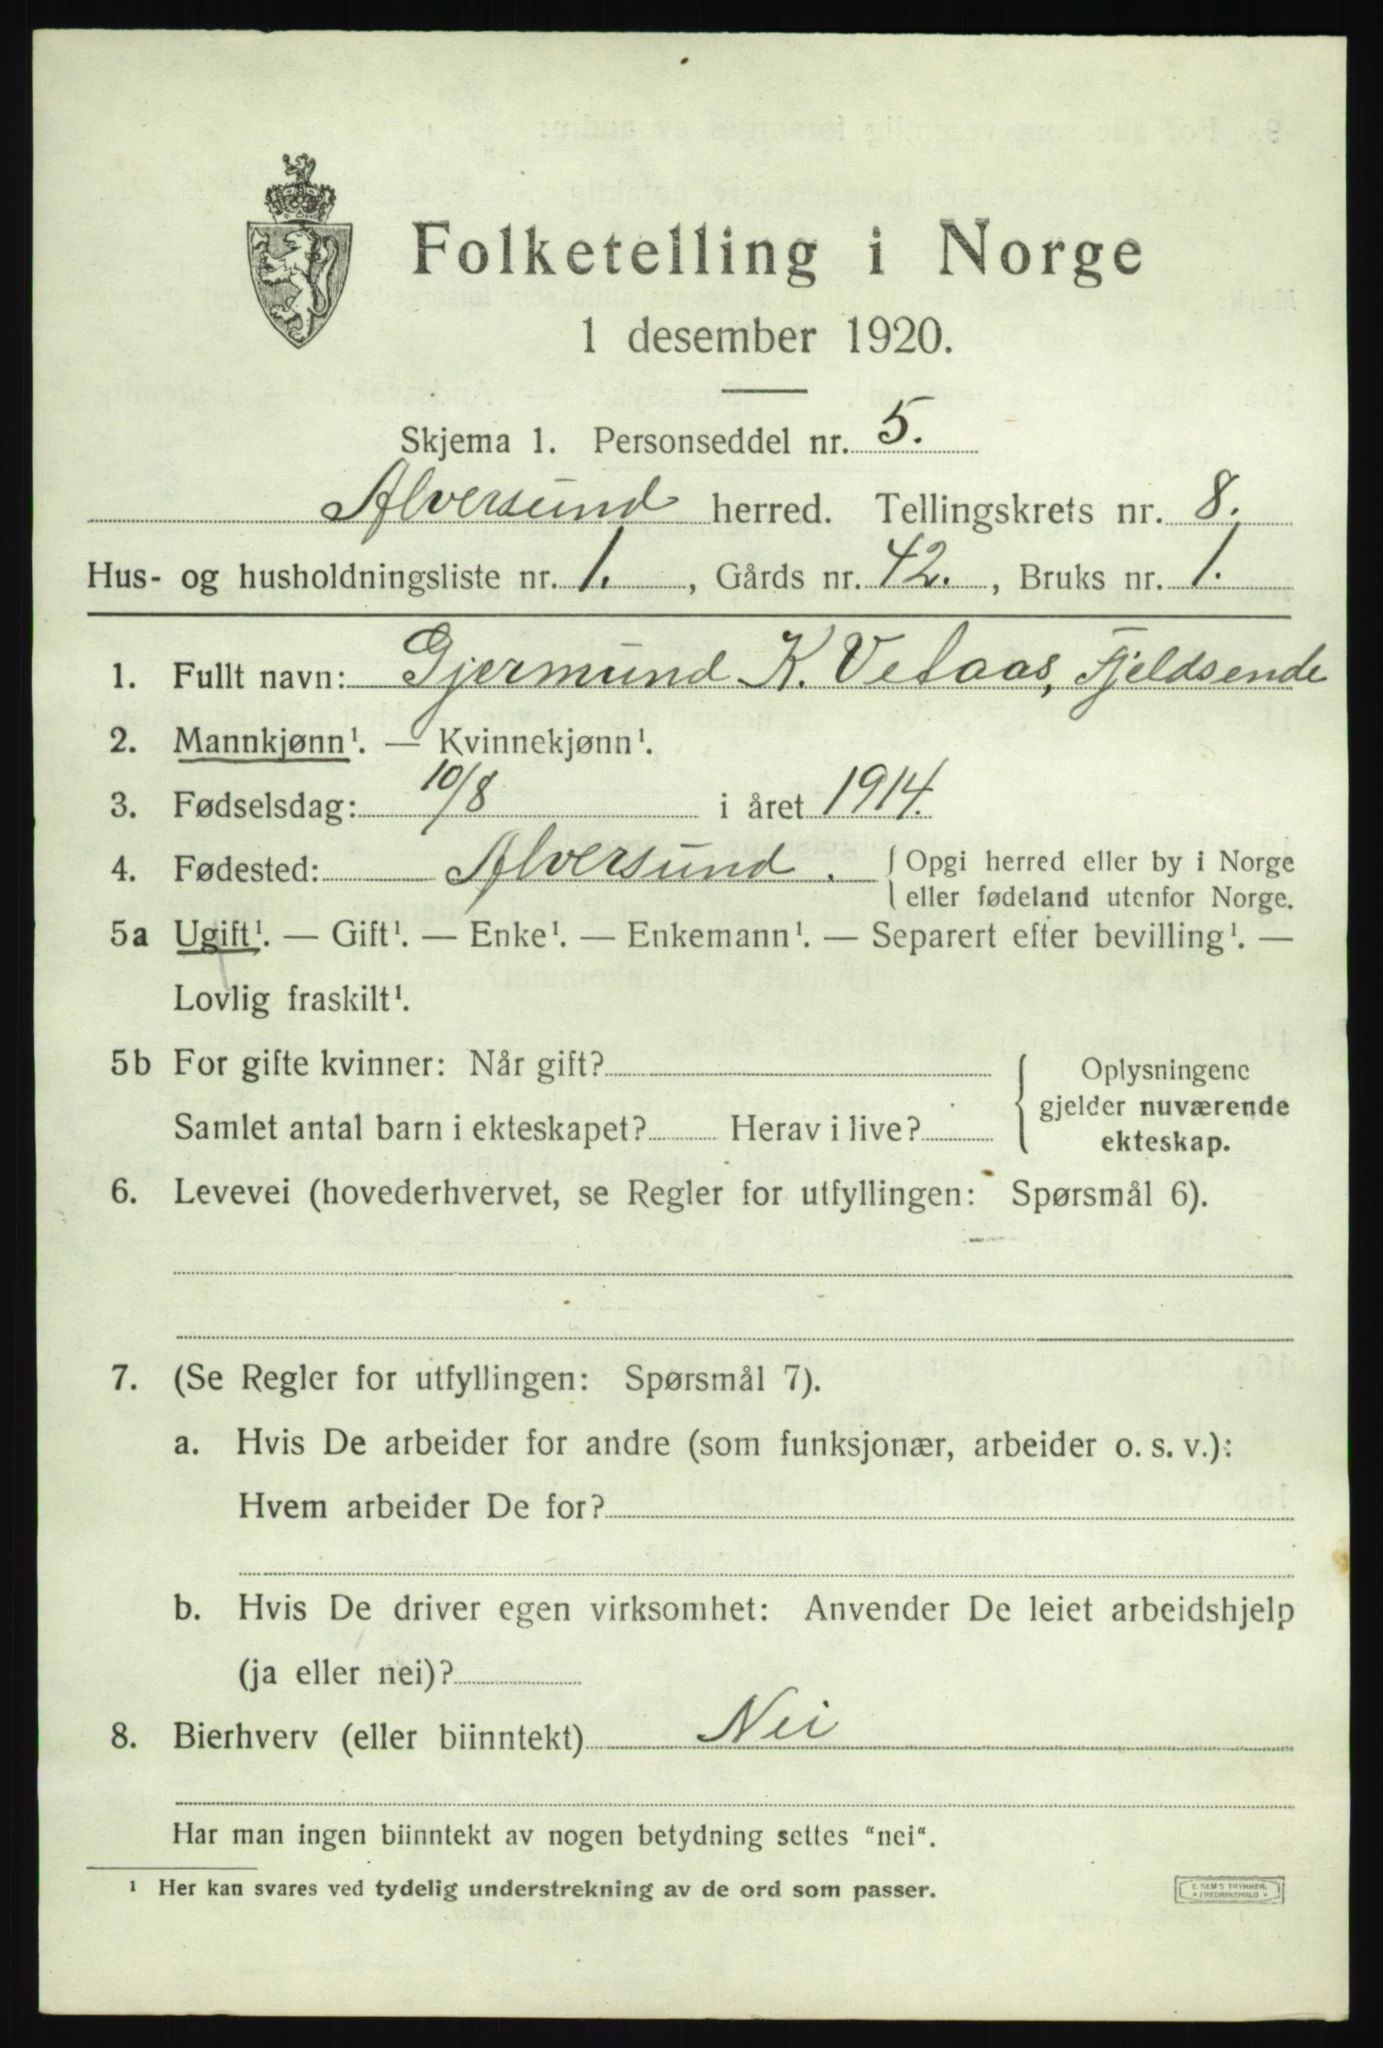 Folketelling i Norge
1 desember 1920.
Skjema 1. Personseddel nr. 5.
Alversund herred. Tellingskrets nr. 8.
Hus- og husholdningsliste nr. 1., Gårds nr. 42., Bruks nr. 1.
1. Fullt navn: Gjermund K. Vetaas, Fjeldsende
2. Mannkjønn¹. — Kvinnekjønn¹.
3. Fødselsdag: 10/8 i året 1914.
4. Fødested: Alversund. { Opgi herred eller by i Norge
eller fødeland utenfor Norge.
5a Ugift¹. — Gift¹. — Enke¹. — Enkemann¹. — Separert efter bevilling¹. —
Lovlig fraskilt¹.
5b For gifte kvinner: Når gift? { Oplysningene
gjelder nuværende
Samlet antal barn i ekteskapet? Herav i live? ekteskap.
6. Levevei (hovederhvervet, se Regler for utfyllingen: Spørsmål 6).
7. (Se Regler for utfyllingen: Spørsmål 7).
a. Hvis De arbeider for andre (som funksjonær, arbeider o. s. v.):
Hvem arbeider De for?
b. Hvis De driver egen virksomhet: Anvender De leiet arbeidshjelp
(ja eller nei)?
8. Bierhverv (eller biinntekt) Nei
Har man ingen biinntekt av nogen betydning settes "nei".
¹ Her kan svares ved tydelig understrekning av de ord som passer.
E. SEM'S TRYKKERI.
FREDRIKSHALD